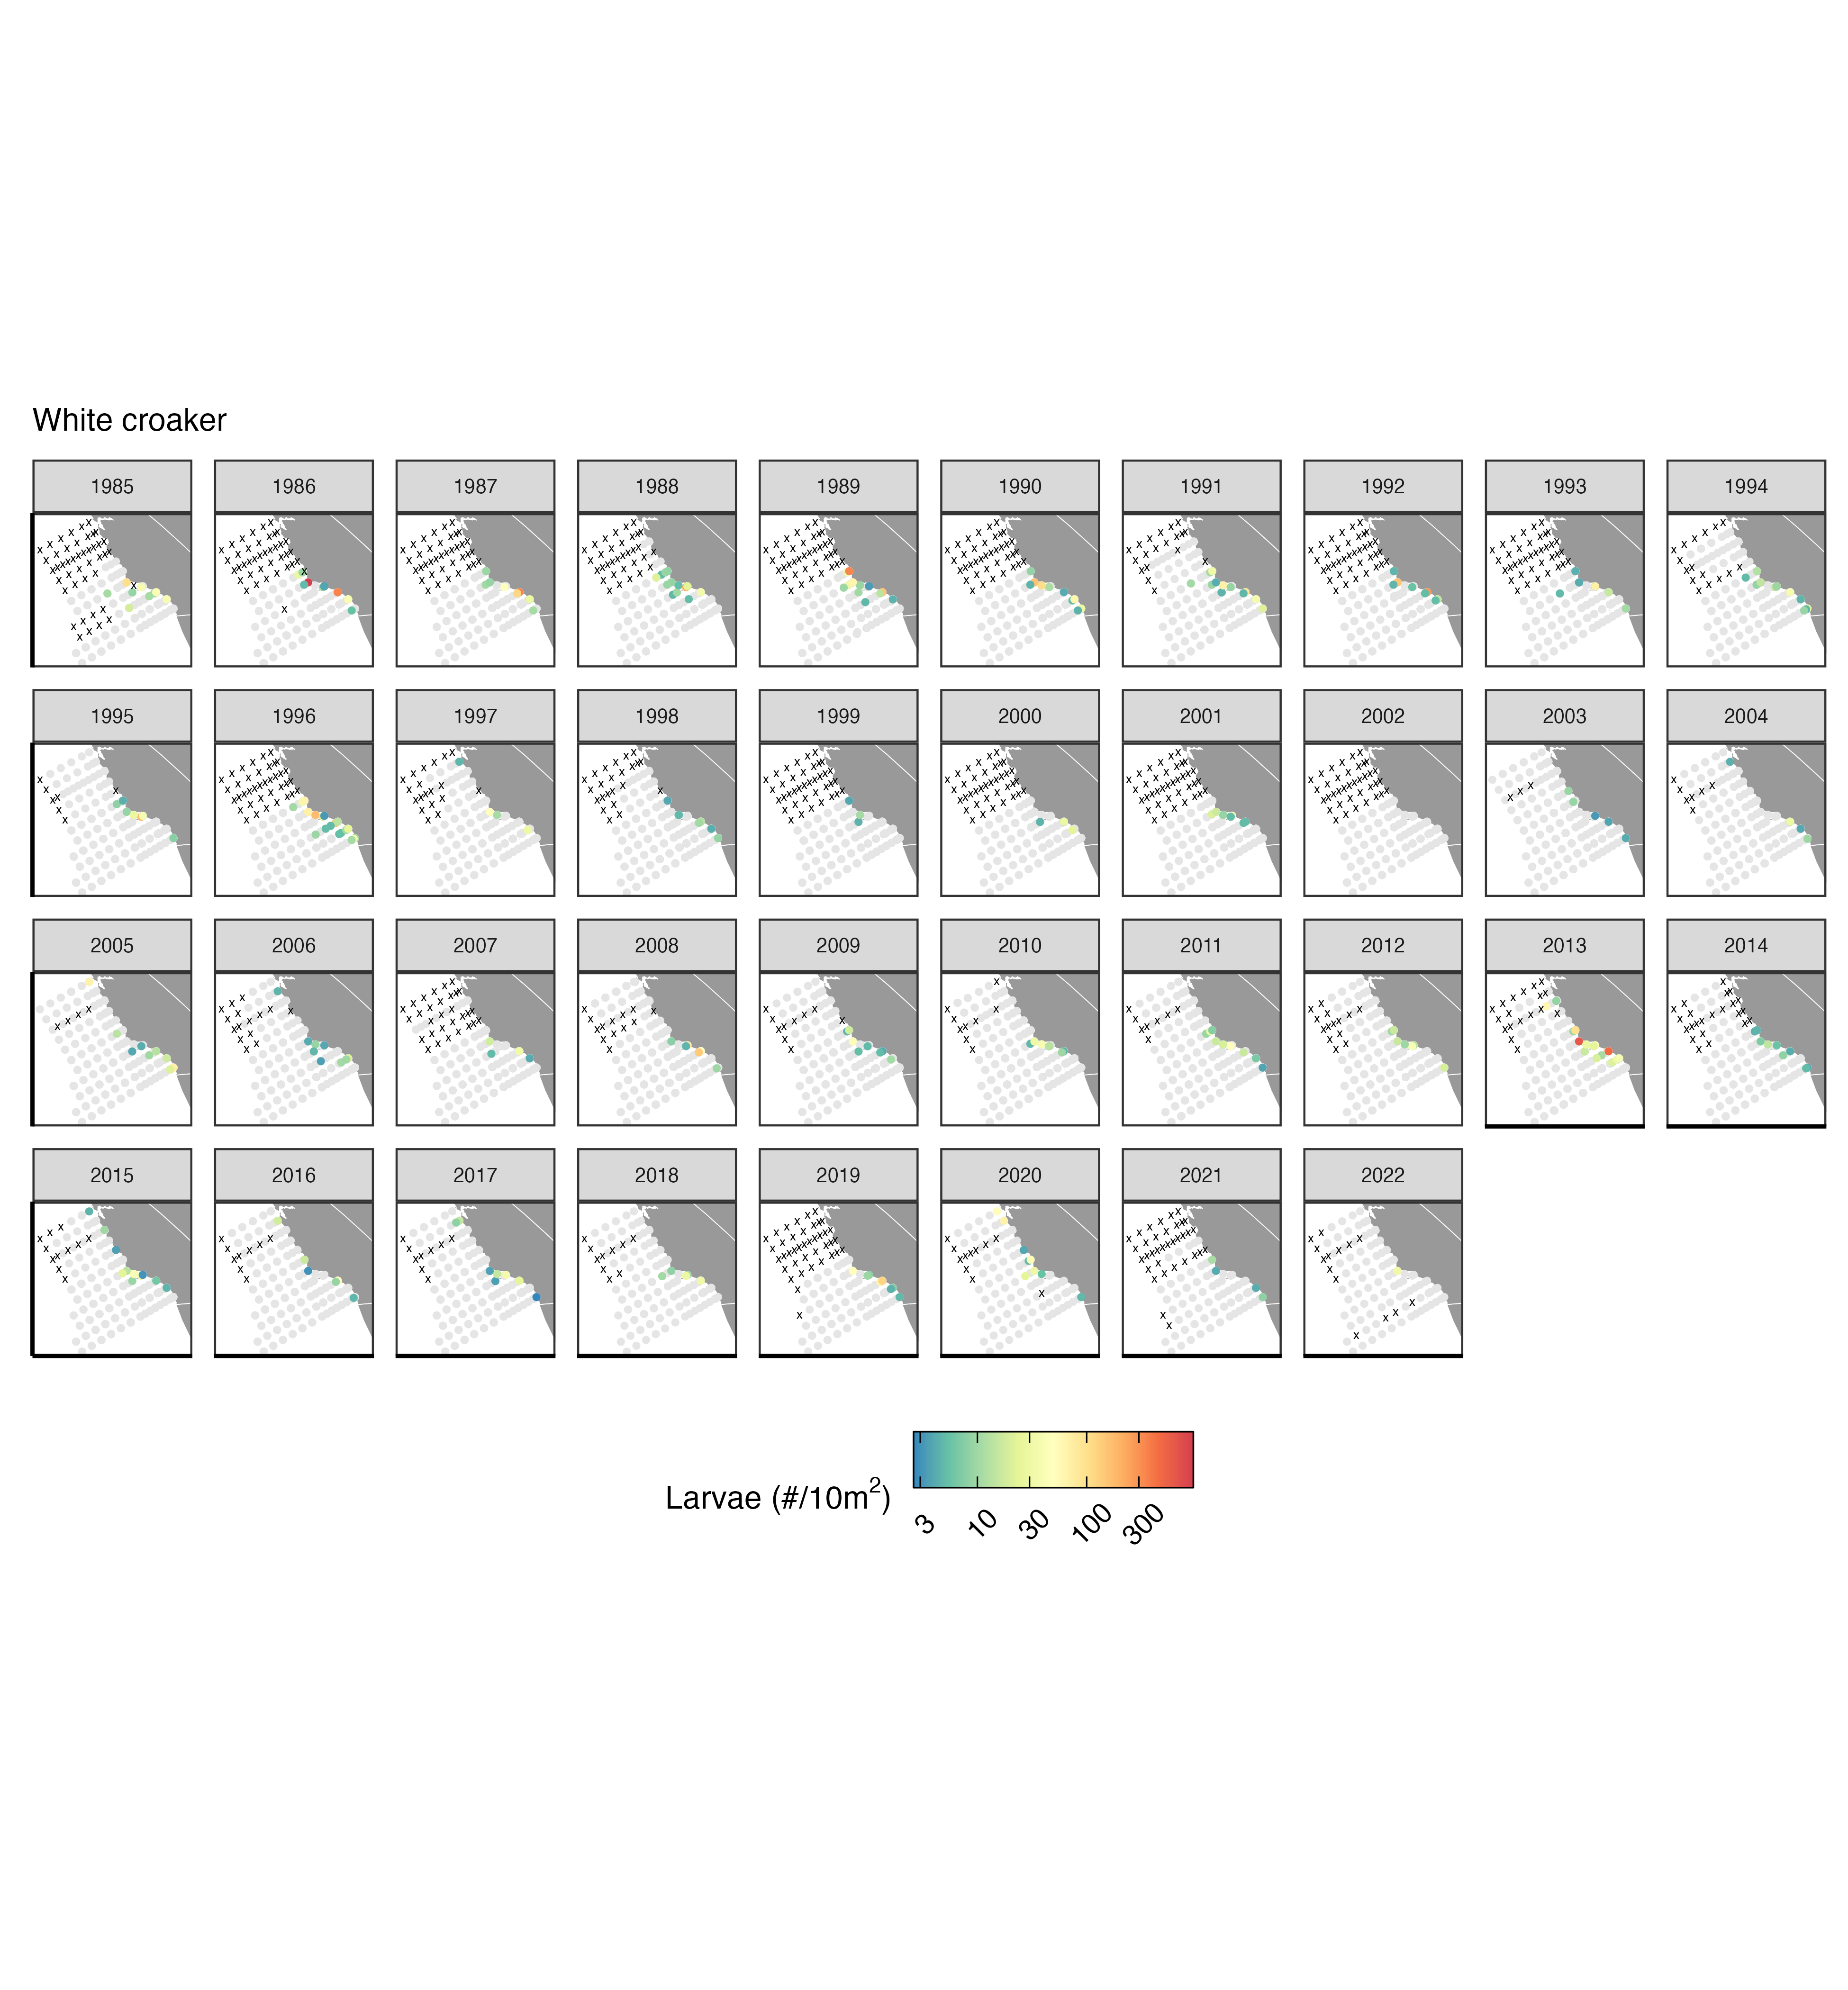 White croaker
1985 1986 1987 1988 1989 1990 1991 1992 1993 1994
1995 1996 1997 1998 1999 2000 2001 2002 2003 2004
2005 2006 2007 2008 2009 2010 2011 2012 2013 2014
2015 2016 2017 2018 2019 2020 2021 2022
Larvae (#/10m²)
3 10 30 100 300